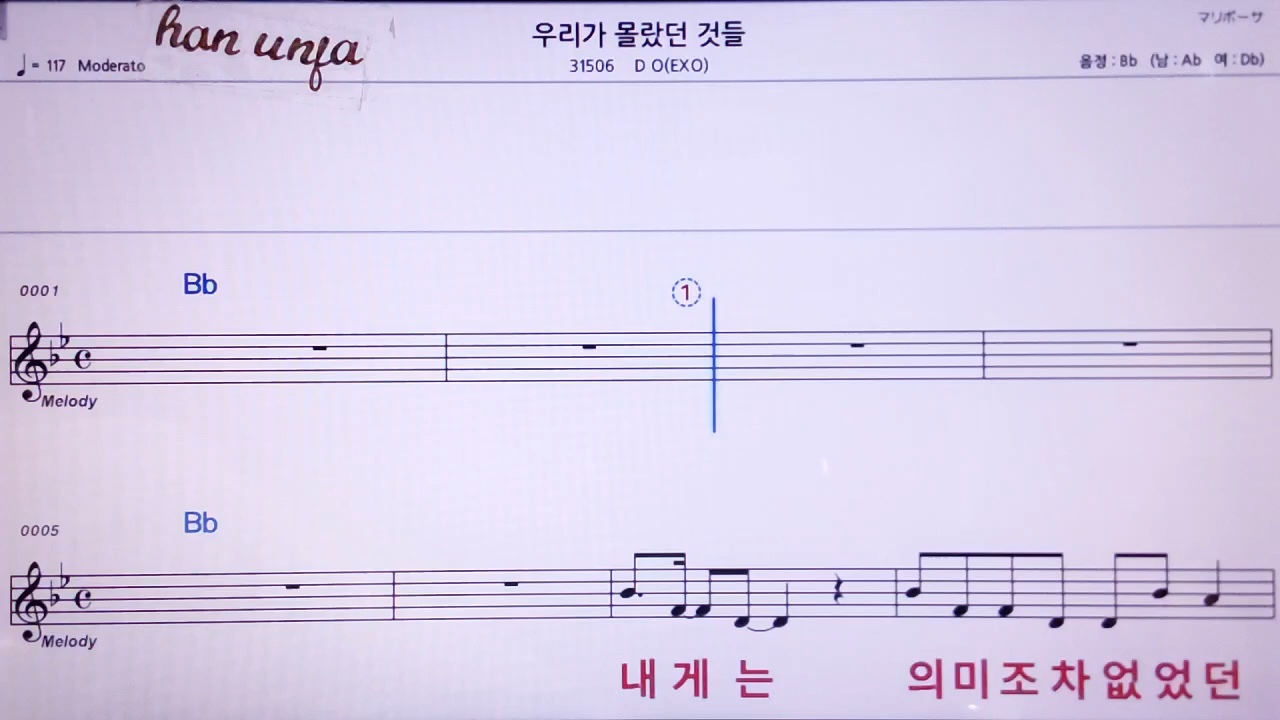 han unfa
우리가 몰랐던 것들
マリポーサ
♩= 117 Moderato
31506 D O(EXO)
음정 : Bb (남 : Ab 여 : Db)
0001
Bb
1
Melody
0005
Bb
Melody
내 게 는 의 미 조 차 없 었 던